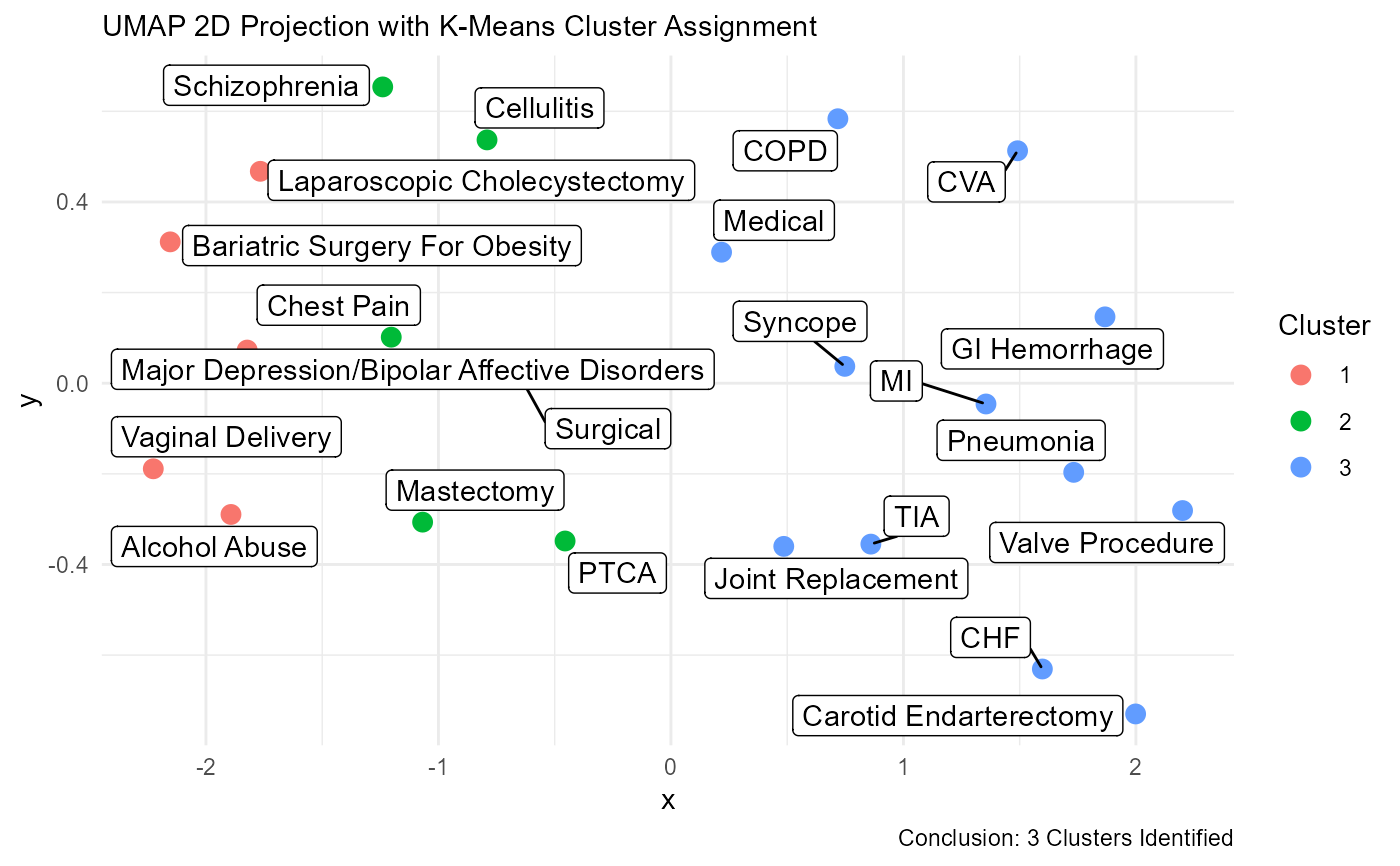 UMAP 2D Projection with K-Means Cluster Assignment
Schizophrenia
Cellulitis
COPD
CVA
Laparoscopic Cholecystectomy
0.4
Medical
Bariatric Surgery For Obesity
Chest Pain
Syncope
GI Hemorrhage
Cluster
Major Depression/Bipolar Affective Disorders
MI
1
0.0
y
2
Surgical
Vaginal Delivery
Pneumonia
3
Mastectomy
TIA
Alcohol Abuse
Valve Procedure
-0.4
PTCA
Joint Replacement
CHF
Carotid Endarterectomy
-2
-1
0
1
2
x
Conclusion: 3 Clusters Identified